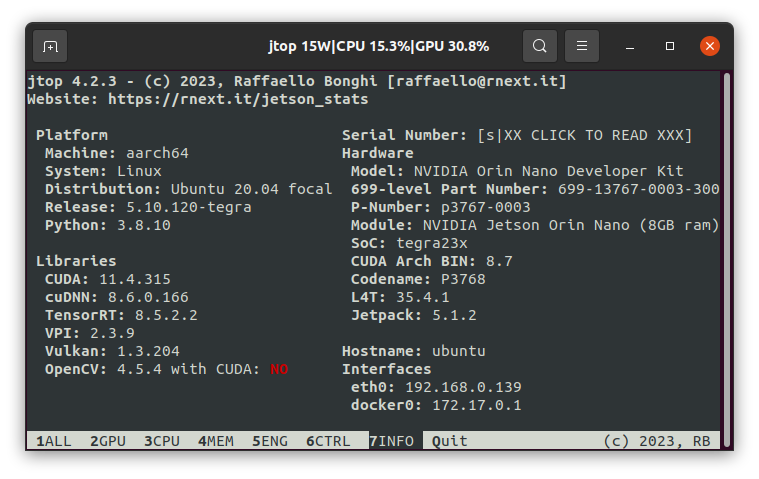 jtop 15W|CPU 15.3%|GPU 30.8%
jtop 4.2.3 - (c) 2023, Raffaello Bonghi [raffaello@rnext.it]
Website: https://rnext.it/jetson_stats
Platform
Machine: aarch64
System: Linux
Distribution: Ubuntu 20.04 focal
Release: 5.10.120-tegra
Python: 3.8.10
Libraries
CUDA: 11.4.315
cuDNN: 8.6.0.166
TensorRT: 8.5.2.2
VPI: 2.3.9
Vulkan: 1.3.204
OpenCV: 4.5.4 with CUDA: NO
Serial Number: [s|XX CLICK TO READ XXX]
Hardware
Model: NVIDIA Orin Nano Developer Kit
699-level Part Number: 699-13767-0003-300
P-Number: p3767-0003
Module: NVIDIA Jetson Orin Nano (8GB ram)
SoC: tegra23x
CUDA Arch BIN: 8.7
Codename: P3768
L4T: 35.4.1
Jetpack: 5.1.2
Hostname: ubuntu
Interfaces
eth0: 192.168.0.139
docker0: 172.17.0.1
1ALL 2GPU 3CPU 4MEM 5ENG 6CTRL 7INFO Quit (c) 2023, RB